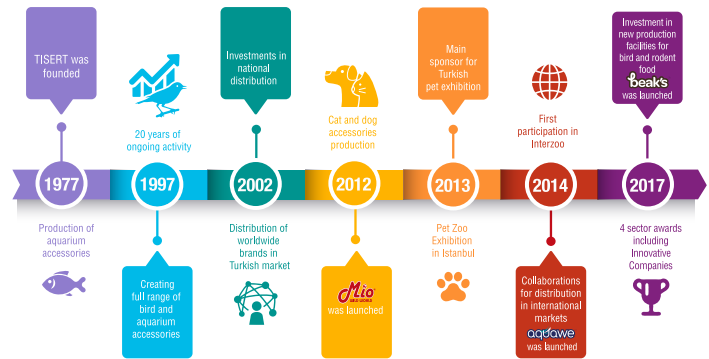 TISERT was
founded
1977
Production of
aquarium
accessories
20 years of
ongoing activity
1997
Creating
full range of
bird and
aquarium
accessories
Investments in
national
distribution
2002
Distribution of
worldwide
brands in
Turkish market
Cat and dog
accessories
production
2012
Mio
BIRD WORLD
was launched
Main
sponsor for
Turkish
pet exhibition
2013
Pet Zoo
Exhibition
in Istanbul
First
participation in
Interzoo
2014
Collaborations
for distribution
in international
markets
aquawe
was launched
Investment in
new production
facilities for
bird and rodent
food
beak's
was launched
2017
4 sector awards
including
Innovative
Companies